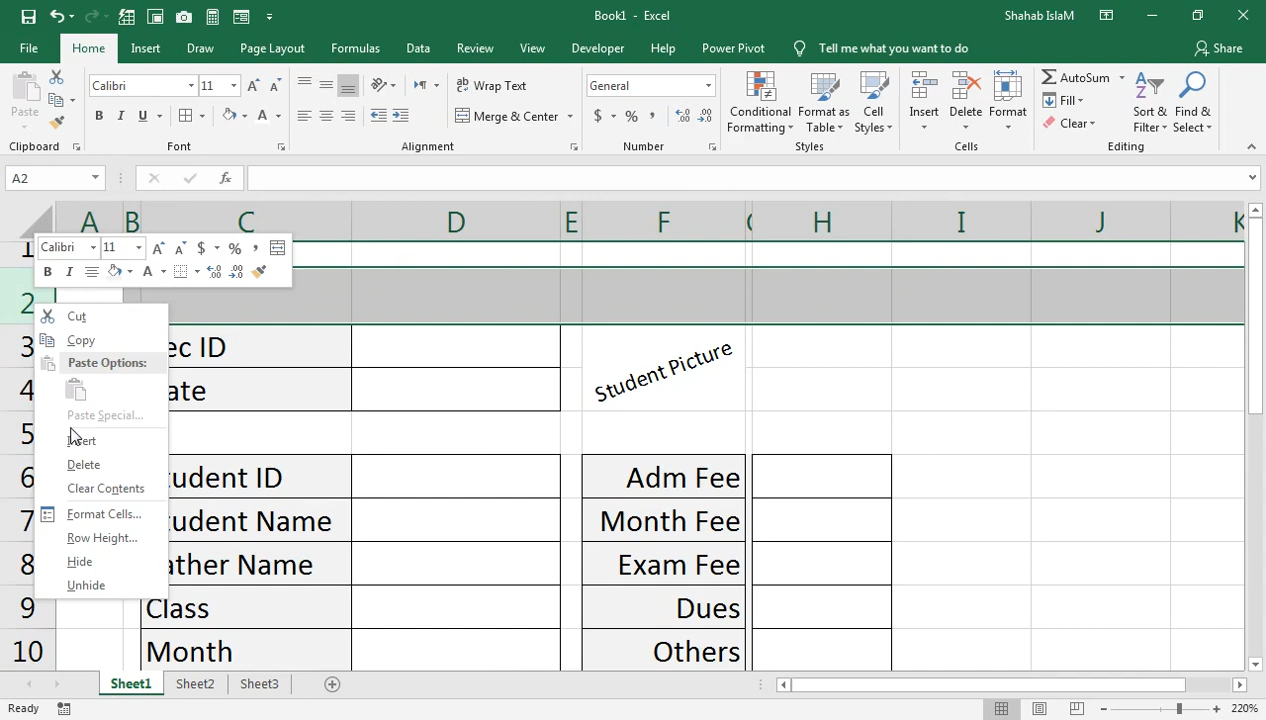 Book1 - Excel
Shahab IslaM
File Home Insert Draw Page Layout Formulas Data Review View Developer Help Power Pivot Tell me what you want to do Share
Paste
Clipboard
Calibri 11
B I U A
Font
Wrap Text
Merge & Center
Alignment
General
$ % ,
Number
Conditional Formatting
Format as Table
Cell Styles
Styles
Insert Delete Format
Cells
AutoSum
Fill
Clear
Sort & Filter
Find & Select
Editing
A2 fx
A B C D E F H I J K
Calibri 11 $ % ,
B I A
2
Cut
Copy
Paste Options:
Paste Special...
Insert
Delete
Clear Contents
Format Cells...
Row Height...
Hide
Unhide
3 ec ID
Student Picture
4 ate
5
6 tudent ID Adm Fee
7 tudent Name Month Fee
8 ather Name Exam Fee
9 Class Dues
10 Month Others
Sheet1 Sheet2 Sheet3
Ready 220%